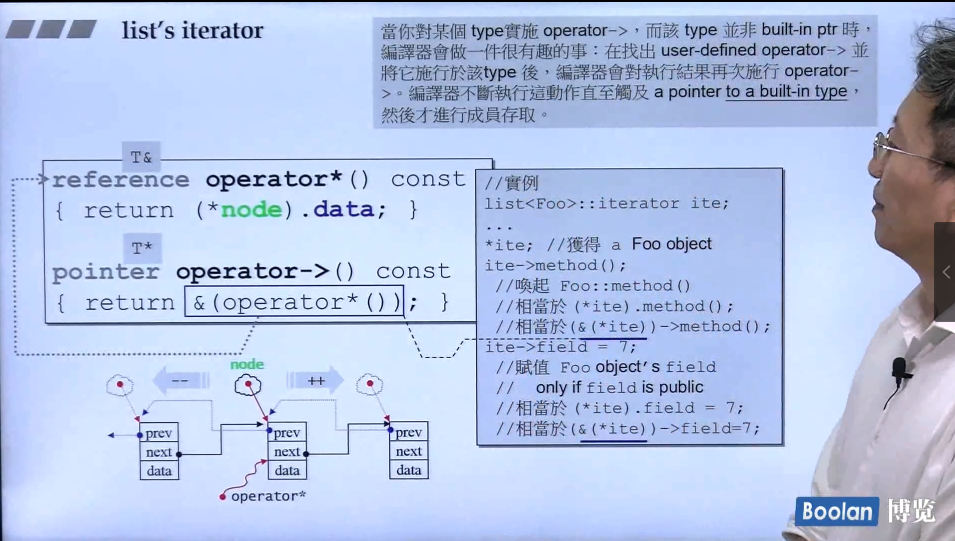 list's iterator
當你對某個 type實施 operator->，而該 type 並非 built-in ptr 時，
編譯器會做一件很有趣的事：在找出 user-defined operator-> 並
將它施行於該type 後，編譯器會對執行結果再次施行 operator-
>。編譯器不斷執行這動作直至觸及 a pointer to a built-in type，
然後才進行成員存取。
T&
reference operator*() const
{ return (*node).data; }
T*
pointer operator->() const
{ return &(operator*()); }
//實例
list<Foo>::iterator ite;
...
*ite; //獲得 a Foo object
ite->method();
//喚起 Foo::method()
//相當於 (*ite).method();
//相當於(&(*ite))->method();
ite->field = 7;
//賦值 Foo object's field
// only if field is public
//相當於 (*ite).field = 7;
//相當於(&(*ite))->field=7;
node
--
++
prev
next
data
prev
next
data
prev
next
data
operator*
Boolan 博览